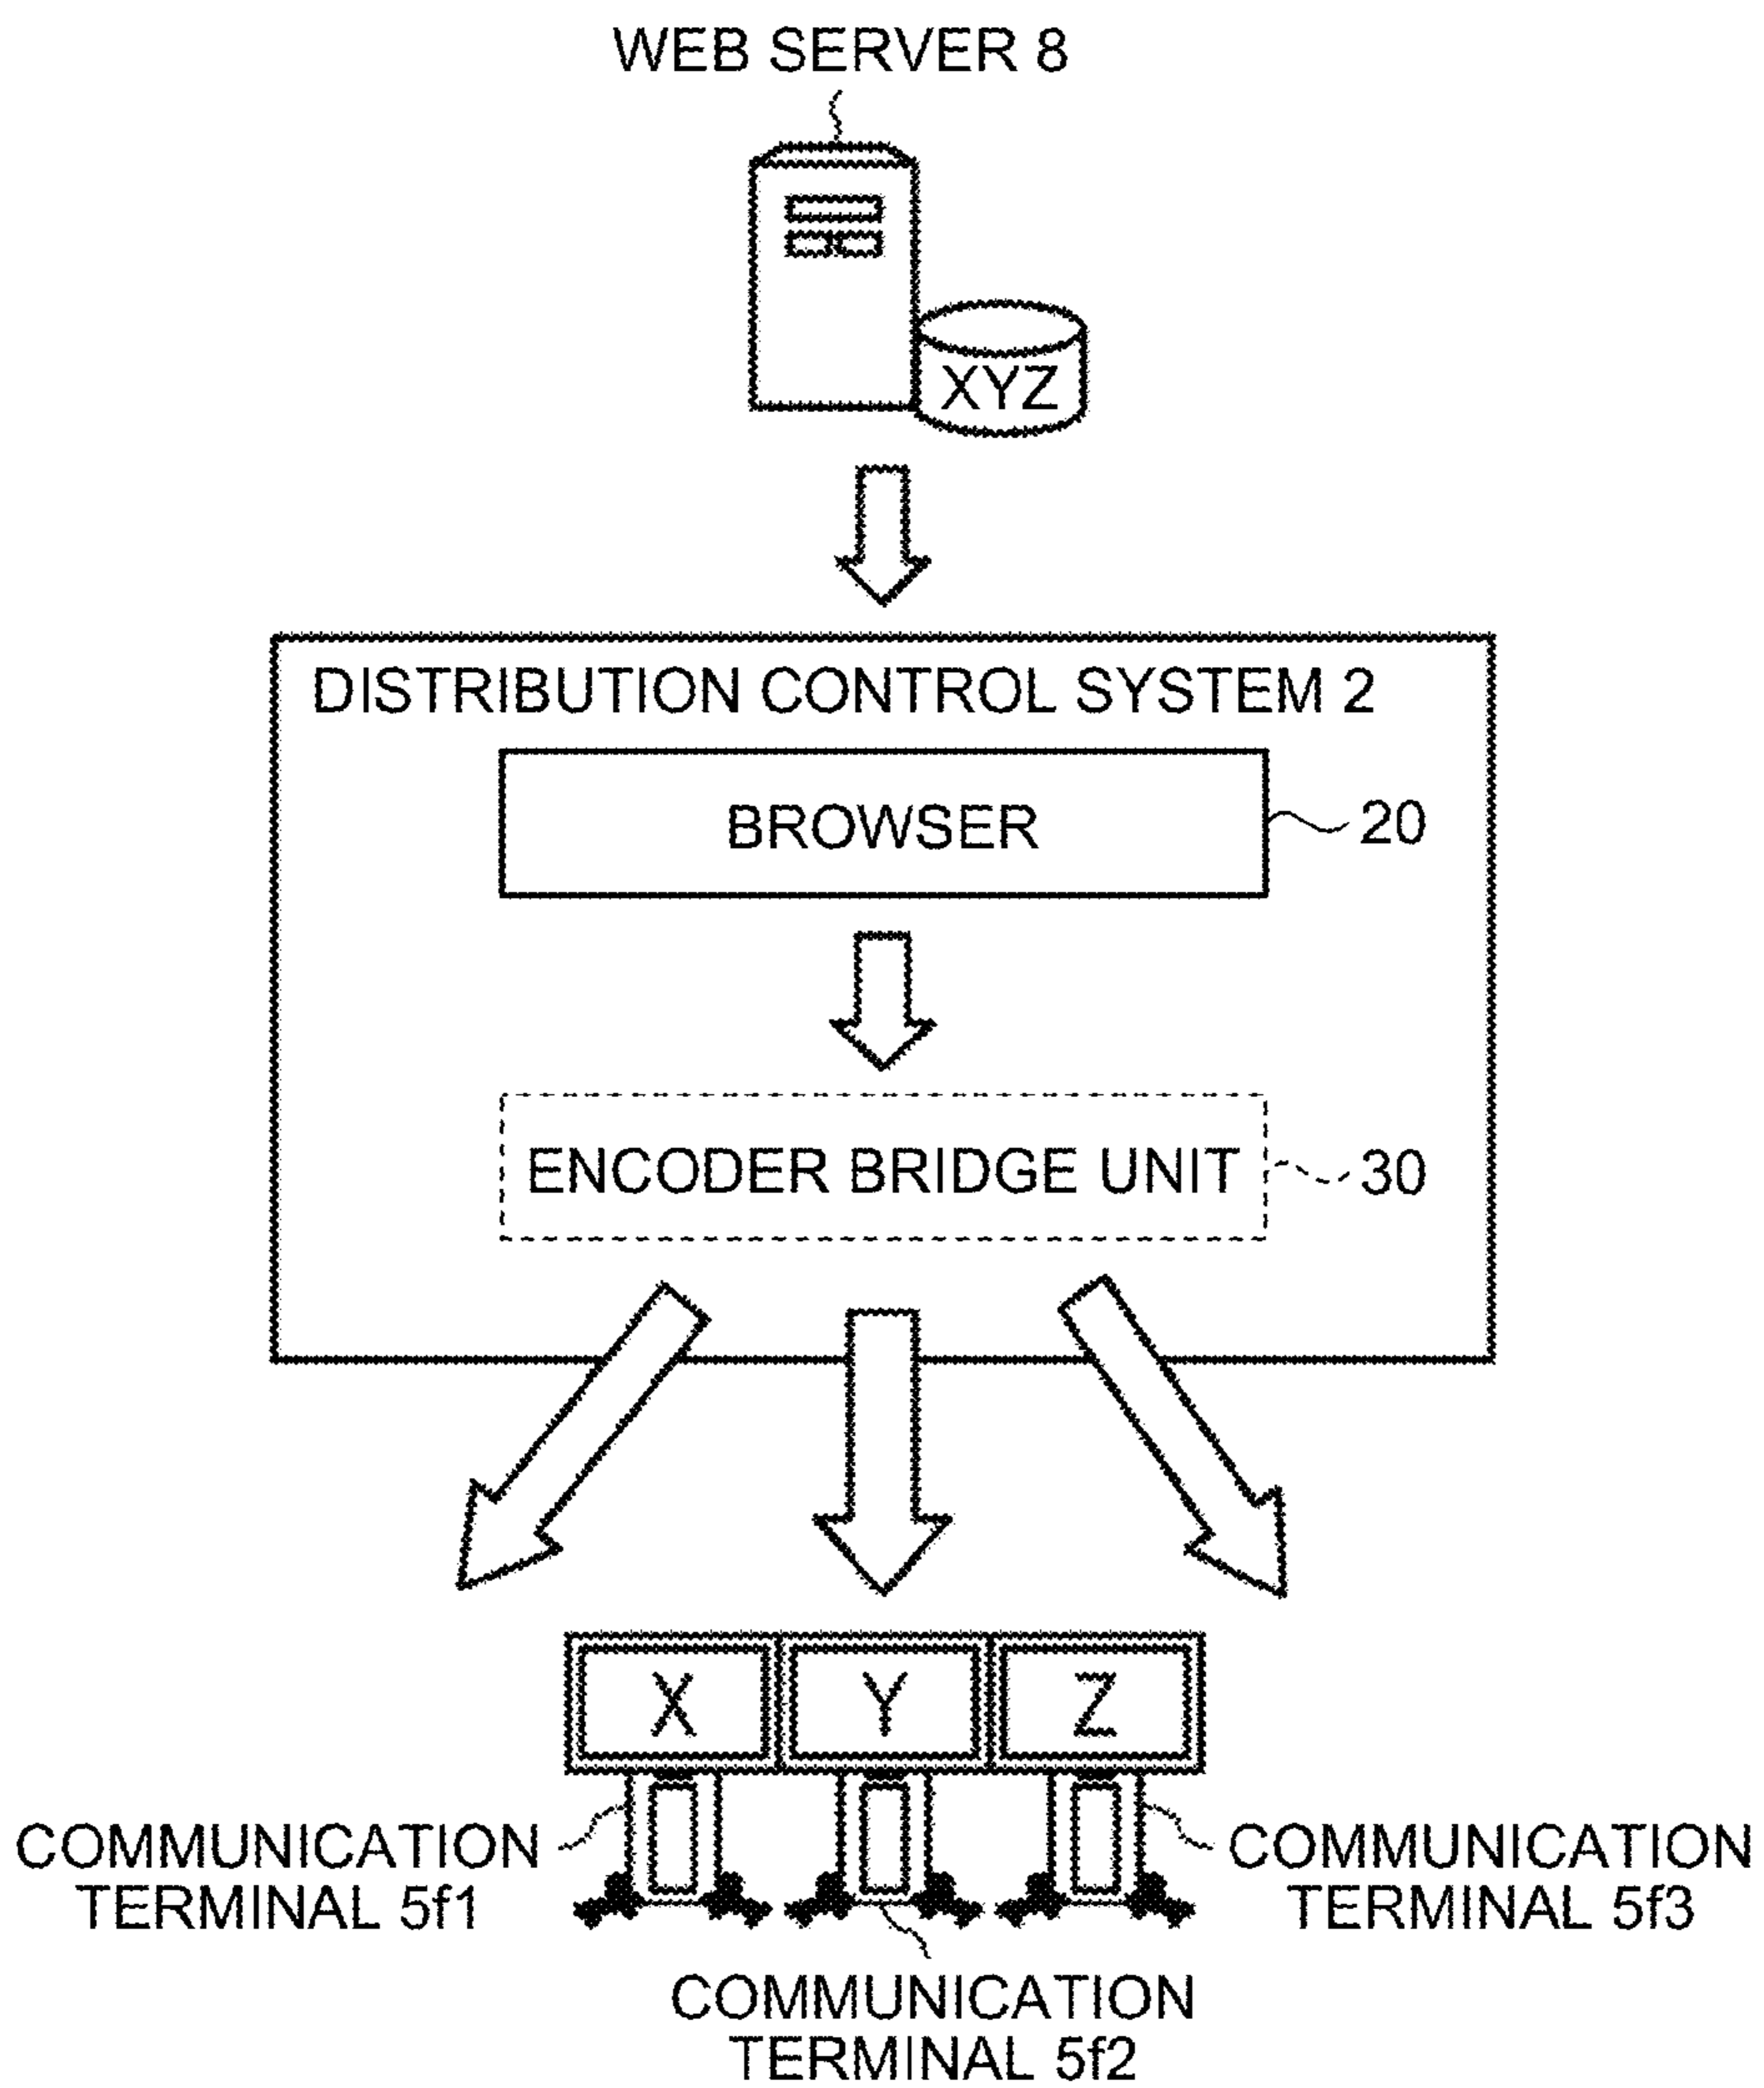 WEB SERVER 8
XYZ
DISTRIBUTION CONTROL SYSTEM 2
BROWSER
20
ENCODER BRIDGE UNIT
30
X
Y
Z
COMMUNICATION
TERMINAL 5f1
COMMUNICATION
TERMINAL 5f3
COMMUNICATION
TERMINAL 5f2